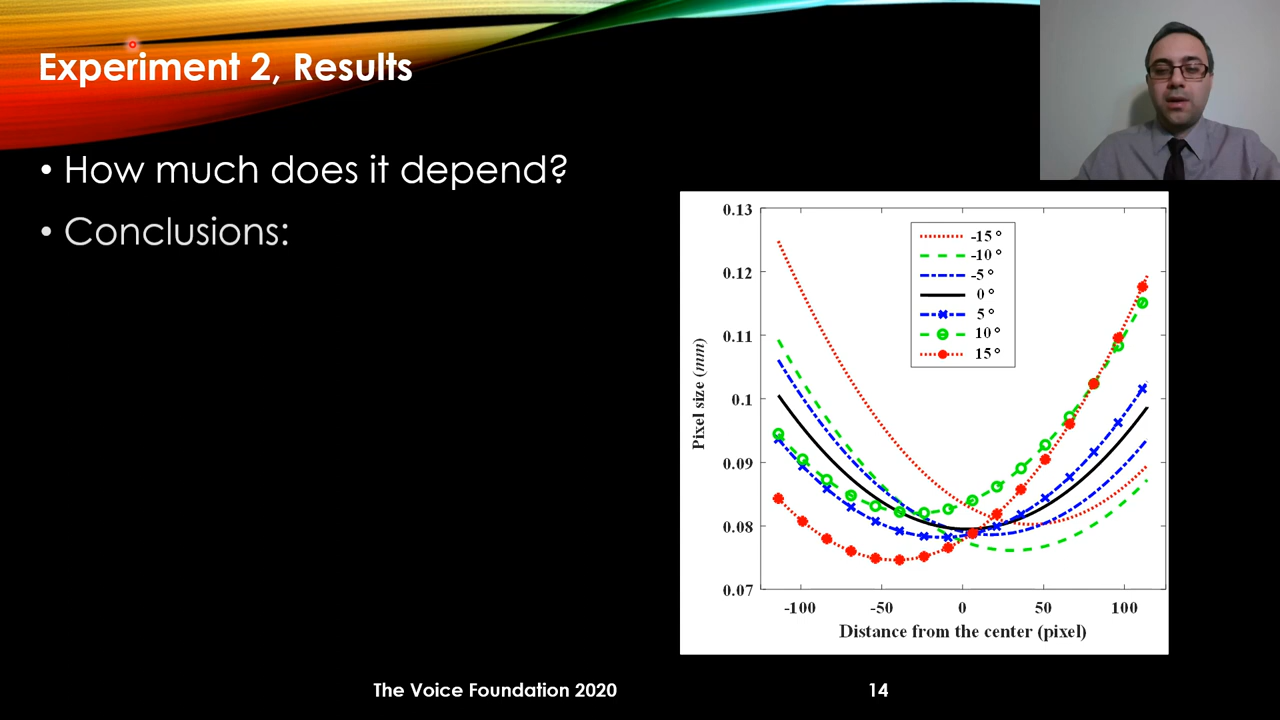 Experiment 2, Results
• How much does it depend?
• Conclusions:
0.13
0.12
0.11
0.1
0.09
0.08
0.07
Pixel size (mm)
-15 °
-10 °
-5 °
0 °
5 °
10 °
15 °
-100 -50 0 50 100
Distance from the center (pixel)
The Voice Foundation 2020 14